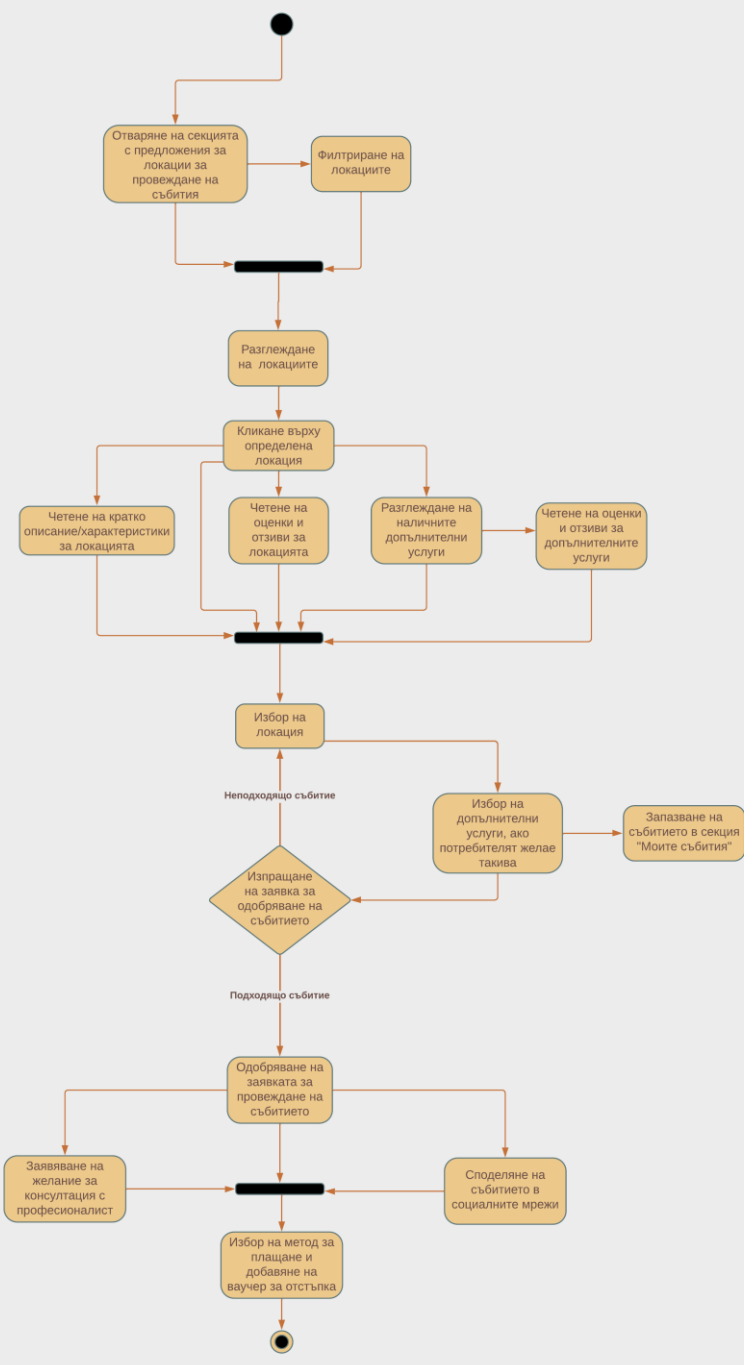 Отваряне на секцията
с предложения за
локации за
провеждане на
събития
Филтриране на
локациите
Разглеждане
на локациите
Кликане върху
определена
локация
Четене на кратко
описание/характеристики
за локацията
Четене на
оценки и
отзиви за
локацията
Разглеждане на
наличните
допълнителни
услуги
Четене на оценки
и отзиви за
допълнителните
услуги
Избор на
локация
Неподходящо събитие
Избор на
допълнителни
услуги, ако
потребителят желае
такива
Запазване на
събитието в секция
"Моите събития"
Изпращане
на заявка за
одобряване на
събитието
Подходящо събитие
Одобряване на
заявката за
провеждане на
събитието
Заявяване на
желание за
консултация с
професионалист
Споделяне на
събитието в
социалните мрежи
Избор на метод за
плащане и
добавяне на
ваучер за отстъпка